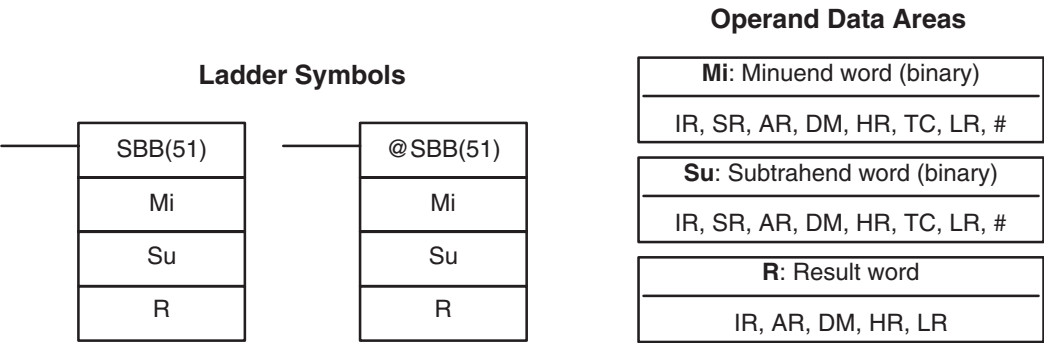 Ladder Symbols
SBB(51)
Mi
Su
R
@SBB(51)
Mi
Su
R
Operand Data Areas
Mi: Minuend word (binary)
IR, SR, AR, DM, HR, TC, LR, #
Su: Subtrahend word (binary)
IR, SR, AR, DM, HR, TC, LR, #
R: Result word
IR, AR, DM, HR, LR